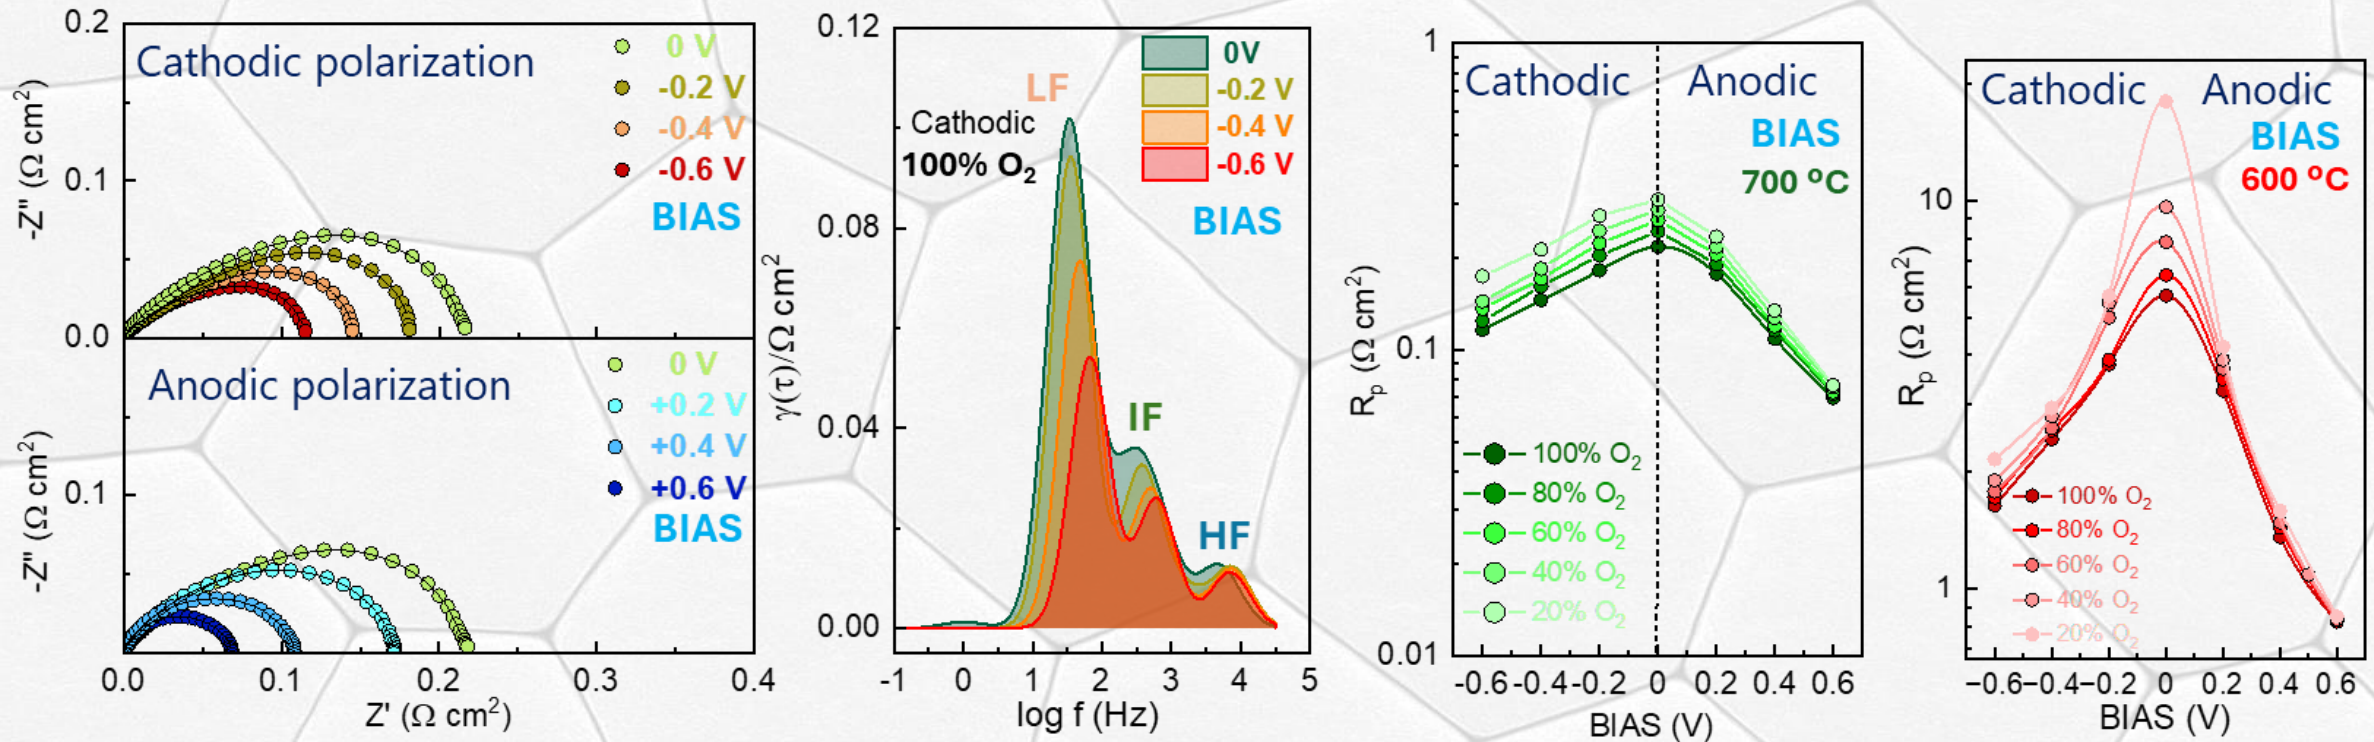 0.2
Cathodic polarization
0 V
-0.2 V
-0.4 V
-0.6 V
BIAS
-Z" (Ω cm2)
0.1
0.0
Anodic polarization
0 V
+0.2 V
+0.4 V
+0.6 V
BIAS
-Z" (Ω cm2)
0.1
0.0 0.1 0.2 0.3 0.4
Z' (Ω cm2)
0.12
0.08
0.04
0.00
γ(τ)/Ω cm2
LF
Cathodic
100% O2
0V
-0.2 V
-0.4 V
-0.6 V
BIAS
IF
HF
-1 0 1 2 3 4 5
log f (Hz)
1
0.1
0.01
Rp (Ω cm2)
Cathodic Anodic
BIAS
700 ºC
100% O2
80% O2
60% O2
40% O2
20% O2
-0.6 -0.4 -0.2 0 0.2 0.4 0.6
BIAS (V)
10
1
Rp (Ω cm2)
Cathodic Anodic
BIAS
600 ºC
100% O2
80% O2
60% O2
40% O2
20% O2
−0.6 −0.4 −0.2 0 0.2 0.4 0.6
BIAS (V)